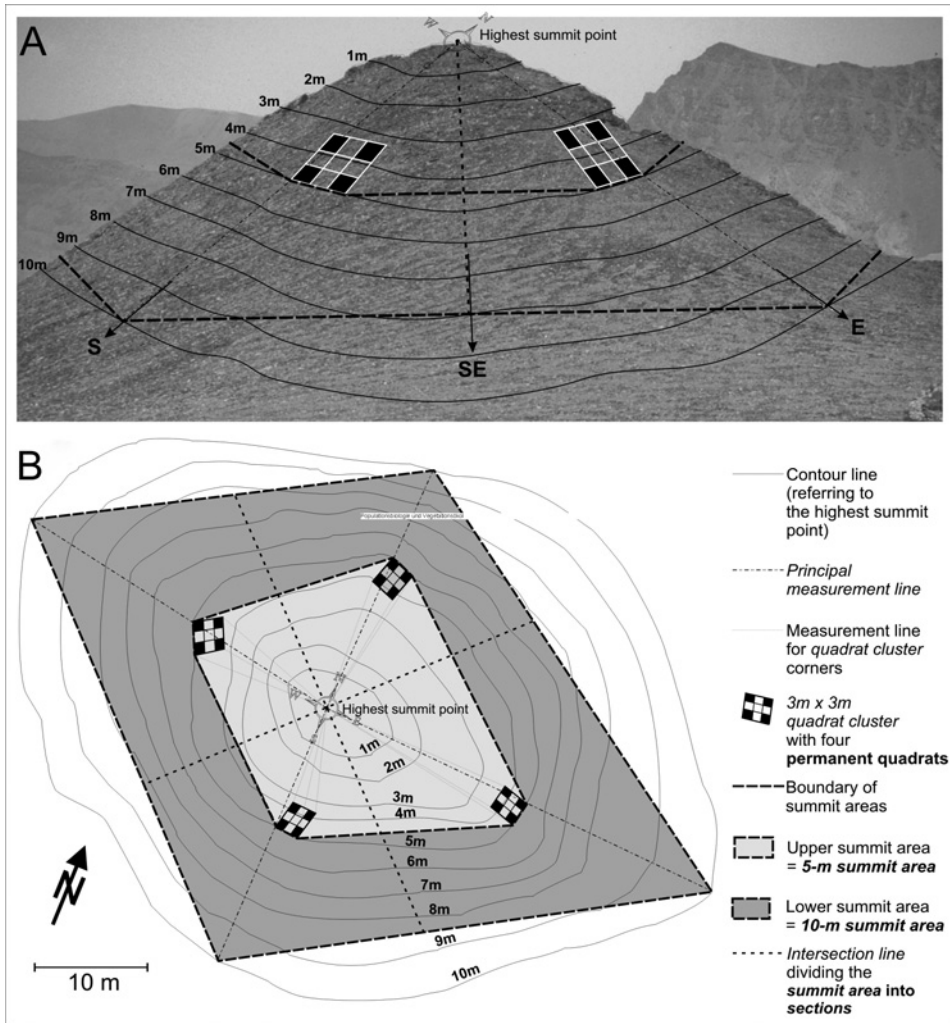 A
W
N
Highest summit point
1m
2m
3m
4m
5m
6m
7m
8m
9m
10m
S
SE
E
B
Populationsbiologie und Vegetationsökol
N
W
Highest summit point
E
S
1m
2m
3m
4m
5m
6m
7m
8m
9m
10m
N
10 m
Contour line
(referring to
the highest summit
point)
Principal
measurement line
Measurement line
for quadrat cluster
corners
3m x 3m
quadrat cluster
with four
permanent quadrats
Boundary of
summit areas
Upper summit area
= 5-m summit area
Lower summit area
= 10-m summit area
Intersection line
dividing the
summit area into
sections